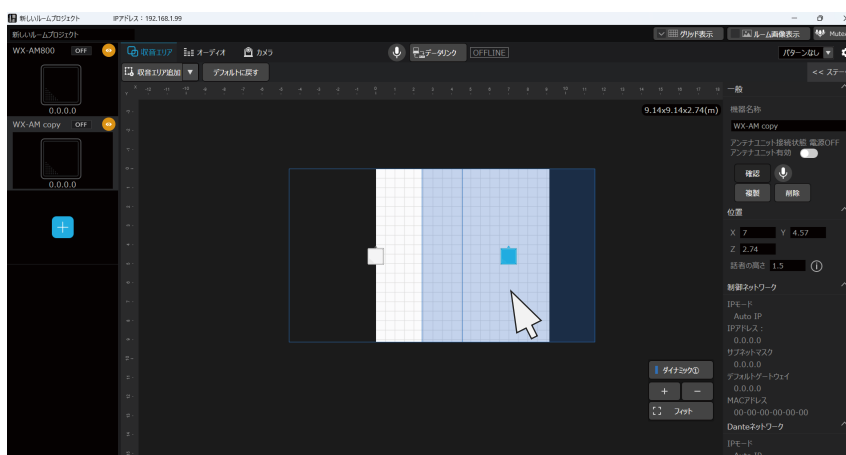 新しいルームプロジェクト IPアドレス : 192.168.1.99
新しいルームプロジェクト
グリッド表示 ルーム画像表示 Mute
WX-AM800 OFF
収音エリア オーディオ カメラ データリンク OFFLINE パターンなし
収音エリア追加 デフォルトに戻す << ステー
9.14x9.14x2.74(m)
0.0.0.0
WX-AM copy OFF
0.0.0.0
一般
機器名称
WX-AM copy
アンテナユニット接続状態 電源OFF
アンテナユニット有効
確認
複製 削除
位置
X 7 Y 4.57
Z 2.74
話者の高さ 1.5
制御ネットワーク
IPモード
Auto IP
IPアドレス :
0.0.0.0
サブネットマスク
0.0.0.0
デフォルトゲートウェイ
0.0.0.0
MACアドレス
00-00-00-00-00-00
Danteネットワーク
IPモード
ダイナミック①
+ −
フィット